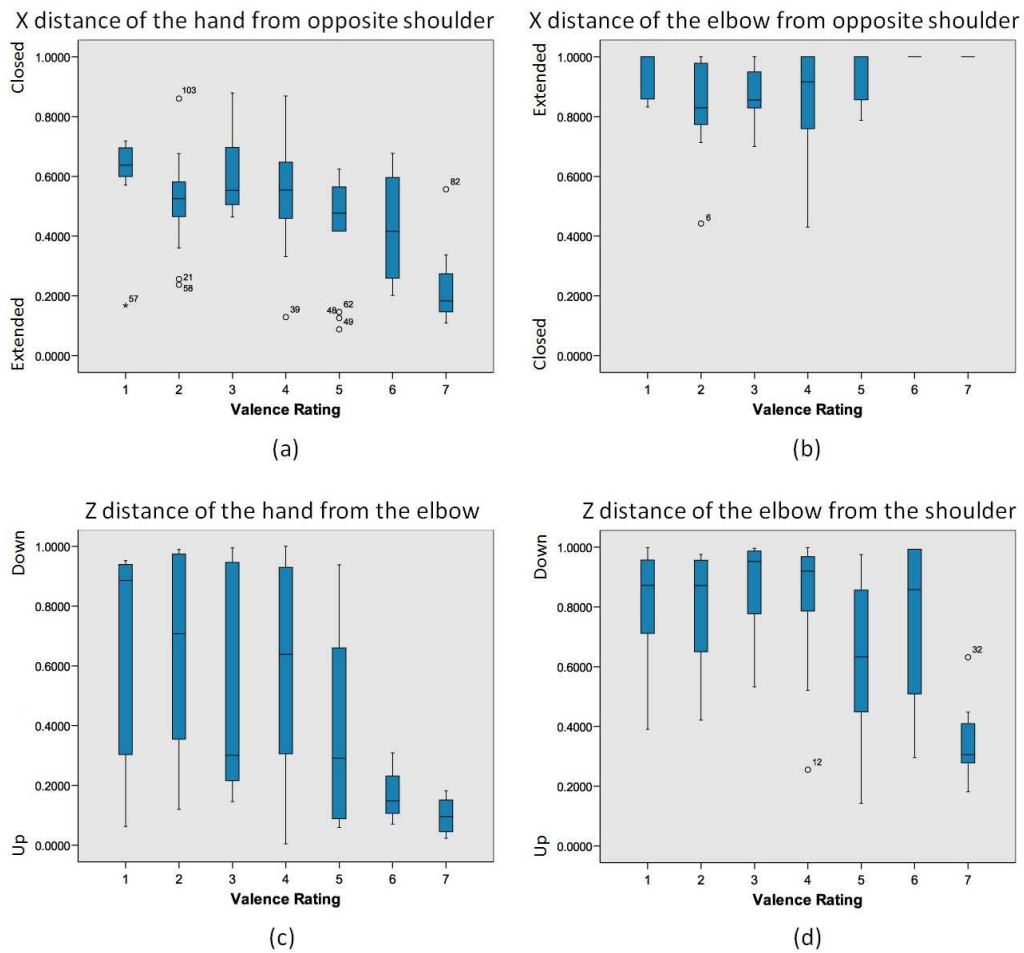 X distance of the hand from opposite shoulder
Closed
Extended
1.0000
0.8000
0.6000
0.4000
0.2000
0.0000
103
57
21
58
39
48
62
49
82
1 2 3 4 5 6 7
Valence Rating
(a)
X distance of the elbow from opposite shoulder
Extended
Closed
1.0000
0.8000
0.6000
0.4000
0.2000
0.0000
6
1 2 3 4 5 6 7
Valence Rating
(b)
Z distance of the hand from the elbow
Down
Up
1.0000
0.8000
0.6000
0.4000
0.2000
0.0000
1 2 3 4 5 6 7
Valence Rating
(c)
Z distance of the elbow from the shoulder
Down
Up
1.0000
0.8000
0.6000
0.4000
0.2000
0.0000
12
32
1 2 3 4 5 6 7
Valence Rating
(d)